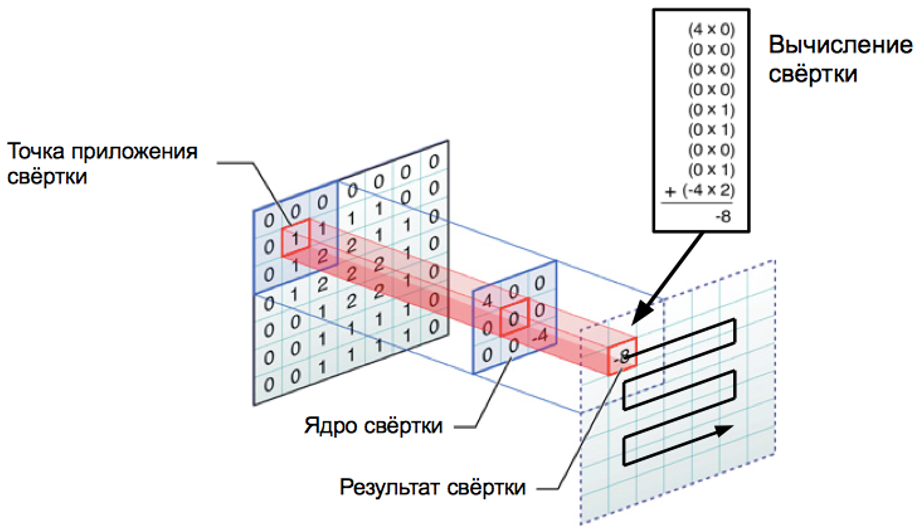 Вычисление
свёртки
(4 x 0)
(0 x 0)
(0 x 0)
(0 x 0)
(0 x 1)
(0 x 1)
(0 x 0)
(0 x 1)
+ (-4 x 2)
-8
Точка приложения
свёртки
0 0 0 0 0 0 0
0 1 1 1 1 0 0
0 1 2 2 1 1 0
0 1 2 2 2 1 0
0 1 2 2 2 1 0
0 0 1 1 1 1 0
0 0 1 1 1 1 0
4 0 0
0 0 0
0 0 -4
-8
Ядро свёртки
Результат свёртки